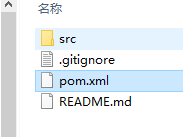 名称
src
.gitignore
pom.xml
README.md